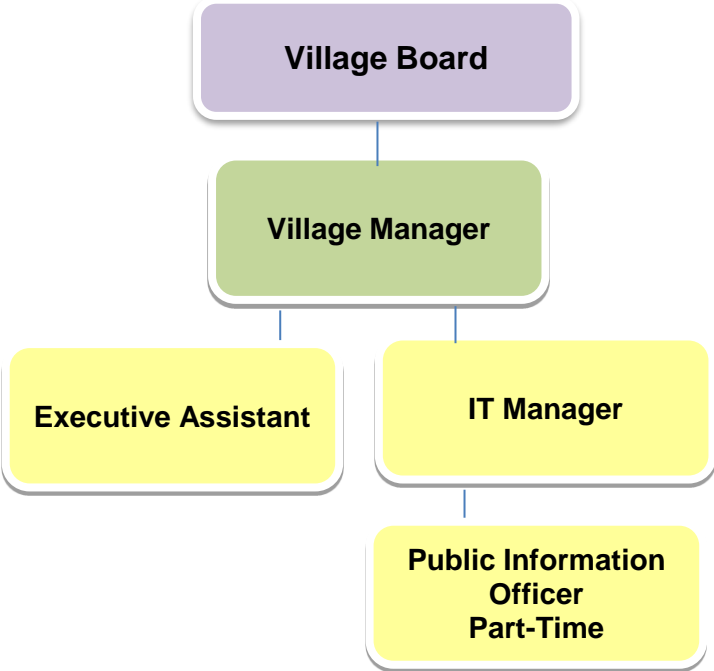 Village Board
Village Manager
Executive Assistant
IT Manager
Public Information
Officer
Part-Time